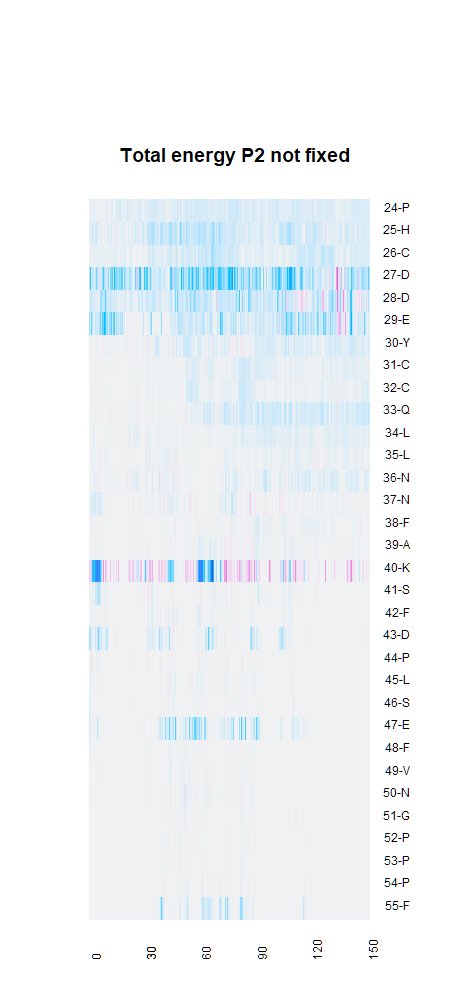 Total energy P2 not fixed
24-P
25-H
26-C
27-D
28-D
29-E
30-Y
31-C
32-C
33-Q
34-L
35-L
36-N
37-N
38-F
39-A
40-K
41-S
42-F
43-D
44-P
45-L
46-S
47-E
48-F
49-V
50-N
51-G
52-P
53-P
54-P
55-F
0
30
60
90
120
150